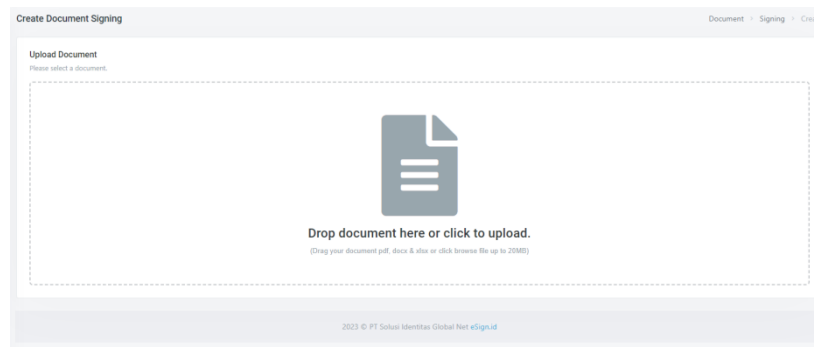 Create Document Signing
Document Signing
Upload Document
Please select a document.
Drop document here or click to upload.
(Drag your document pdf, docx & xlsx or click browse file up to 20MB)
2023 © PT Solusi Identitas Global Net eSign.id